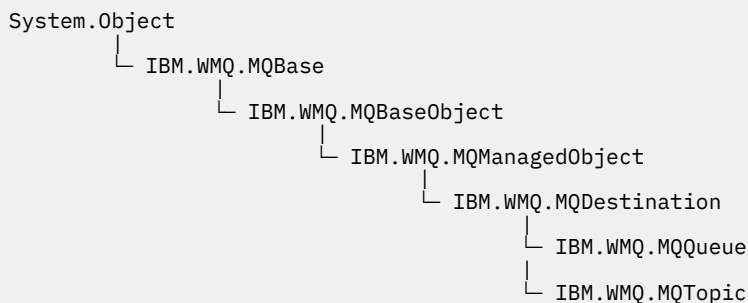 System.Object
IBM.WMQ.MQBase
IBM.WMQ.MQBaseObject
IBM.WMQ.MQManagedObject
IBM.WMQ.MQDestination
IBM.WMQ.MQQueue
IBM.WMQ.MQTopic